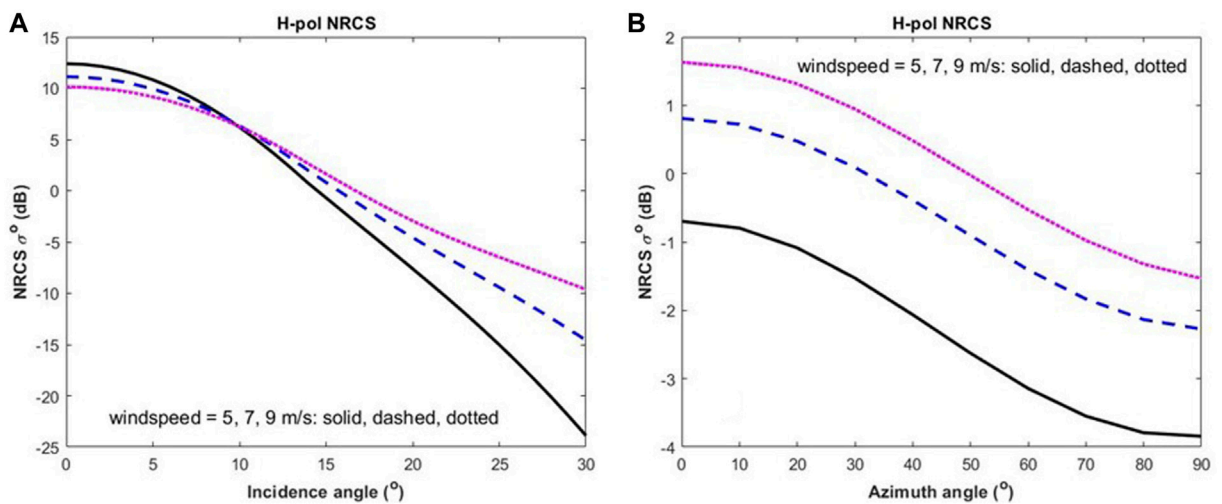 A
H-pol NRCS
NRCS σº (dB)
15
10
5
0
-5
-10
-15
-20
-25
windspeed = 5, 7, 9 m/s: solid, dashed, dotted
0 5 10 15 20 25 30
Incidence angle (º)
B
H-pol NRCS
NRCS σº (dB)
2
1
0
-1
-2
-3
-4
windspeed = 5, 7, 9 m/s: solid, dashed, dotted
0 10 20 30 40 50 60 70 80 90
Azimuth angle (º)